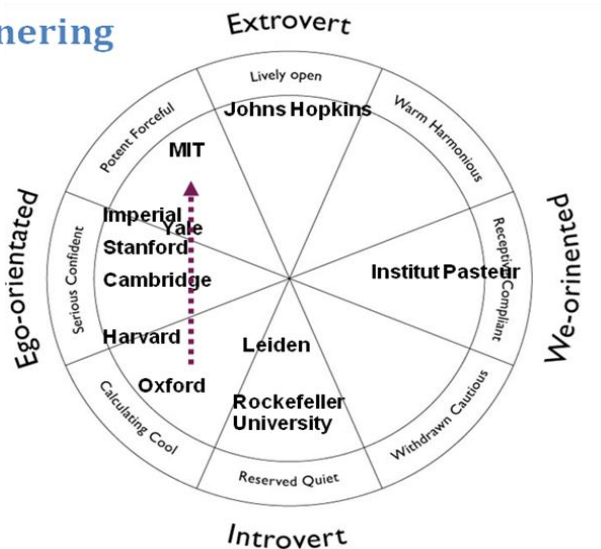 nering
Extrovert
Lively open
Johns Hopkins
Potent Forceful
Warm Harmonious
MIT
Imperial
Yale
Stanford
Cambridge
Harvard
Oxford
Ego-orientated
Serious Confident
Institut Pasteur
Receptive Compliant
We-orinented
Leiden
Rockefeller
University
Calculating Cool
Withdrawn Cautious
Reserved Quiet
Introvert